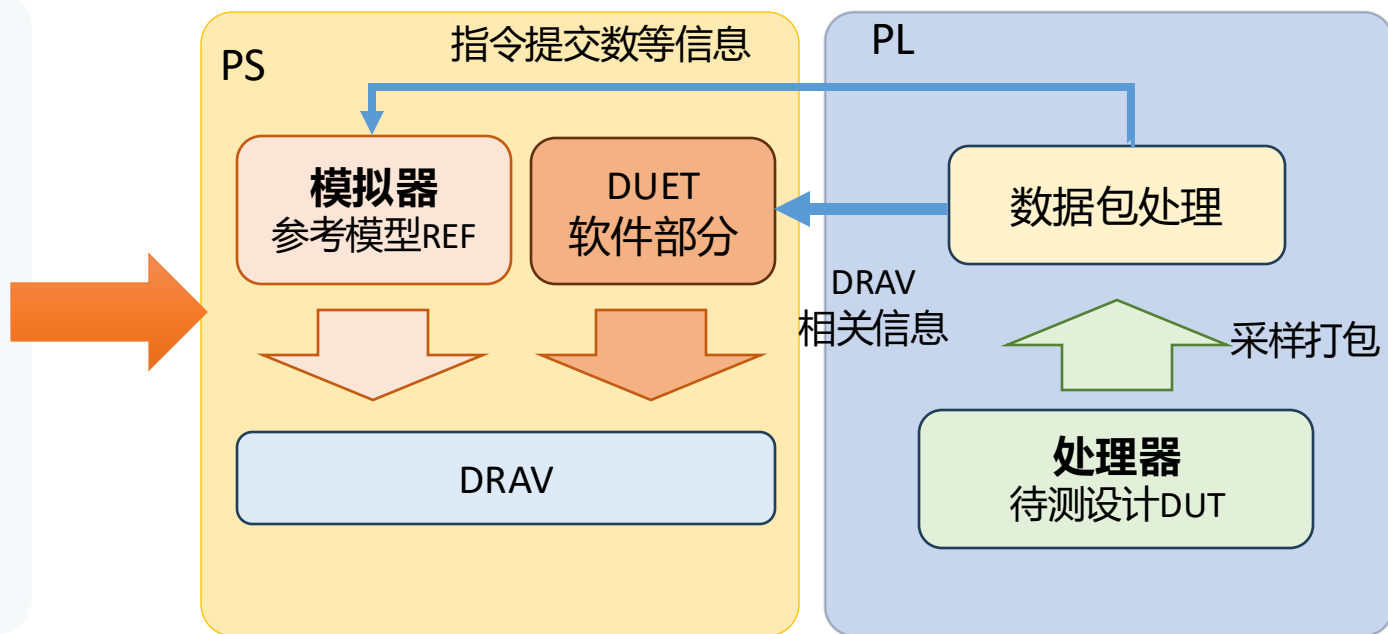 PS
指令提交数等信息
PL
模拟器
参考模型REF
DUET
软件部分
数据包处理
DRAV
相关信息
采样打包
DRAV
处理器
待测设计DUT